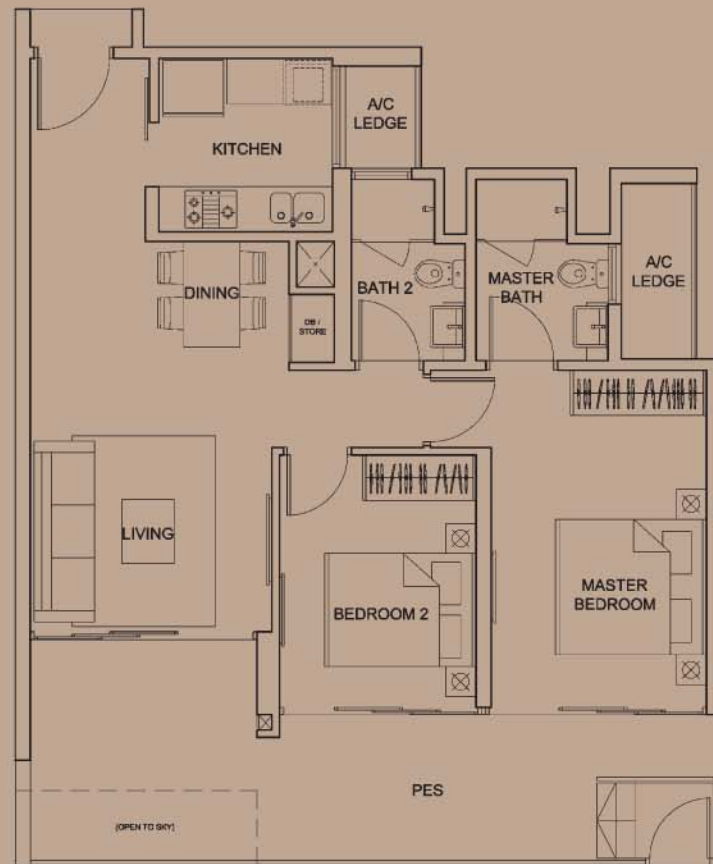 A/C
LEDGE
KITCHEN
A/C
LEDGE
DINING
BATH 2
MASTER
BATH
DB /
STORE
LIVING
BEDROOM 2
MASTER
BEDROOM
PES
(OPEN TO SKY)